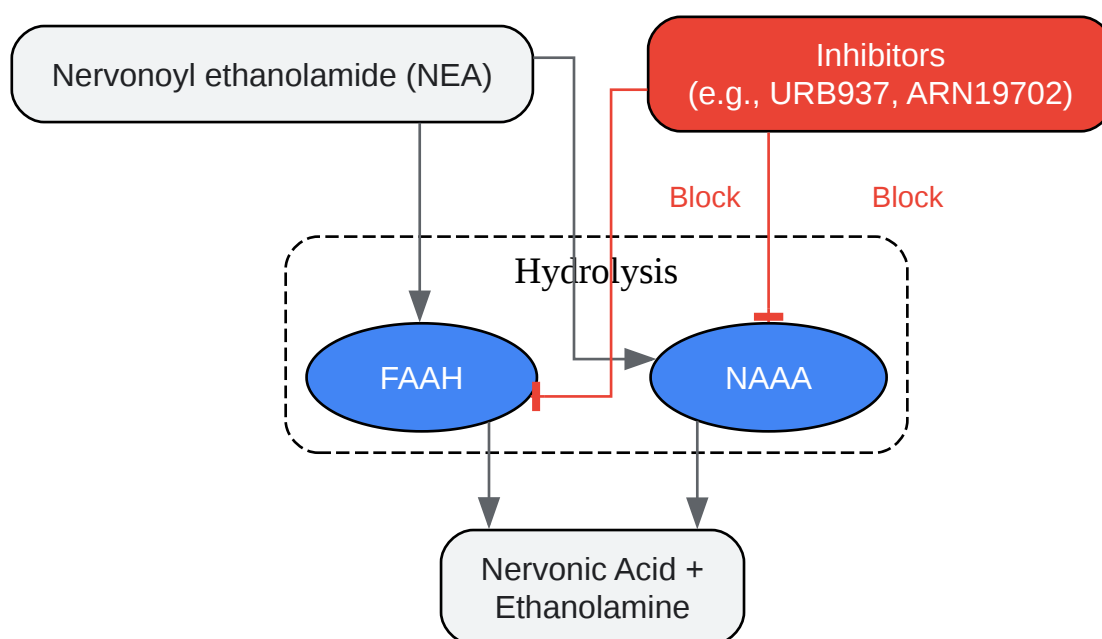 Nervonoyl ethanolamide (NEA)
Inhibitors
(e.g., URB937, ARN19702)
Block
Block
Hydrolysis
FAAH
NAAA
Nervonic Acid +
Ethanolamine